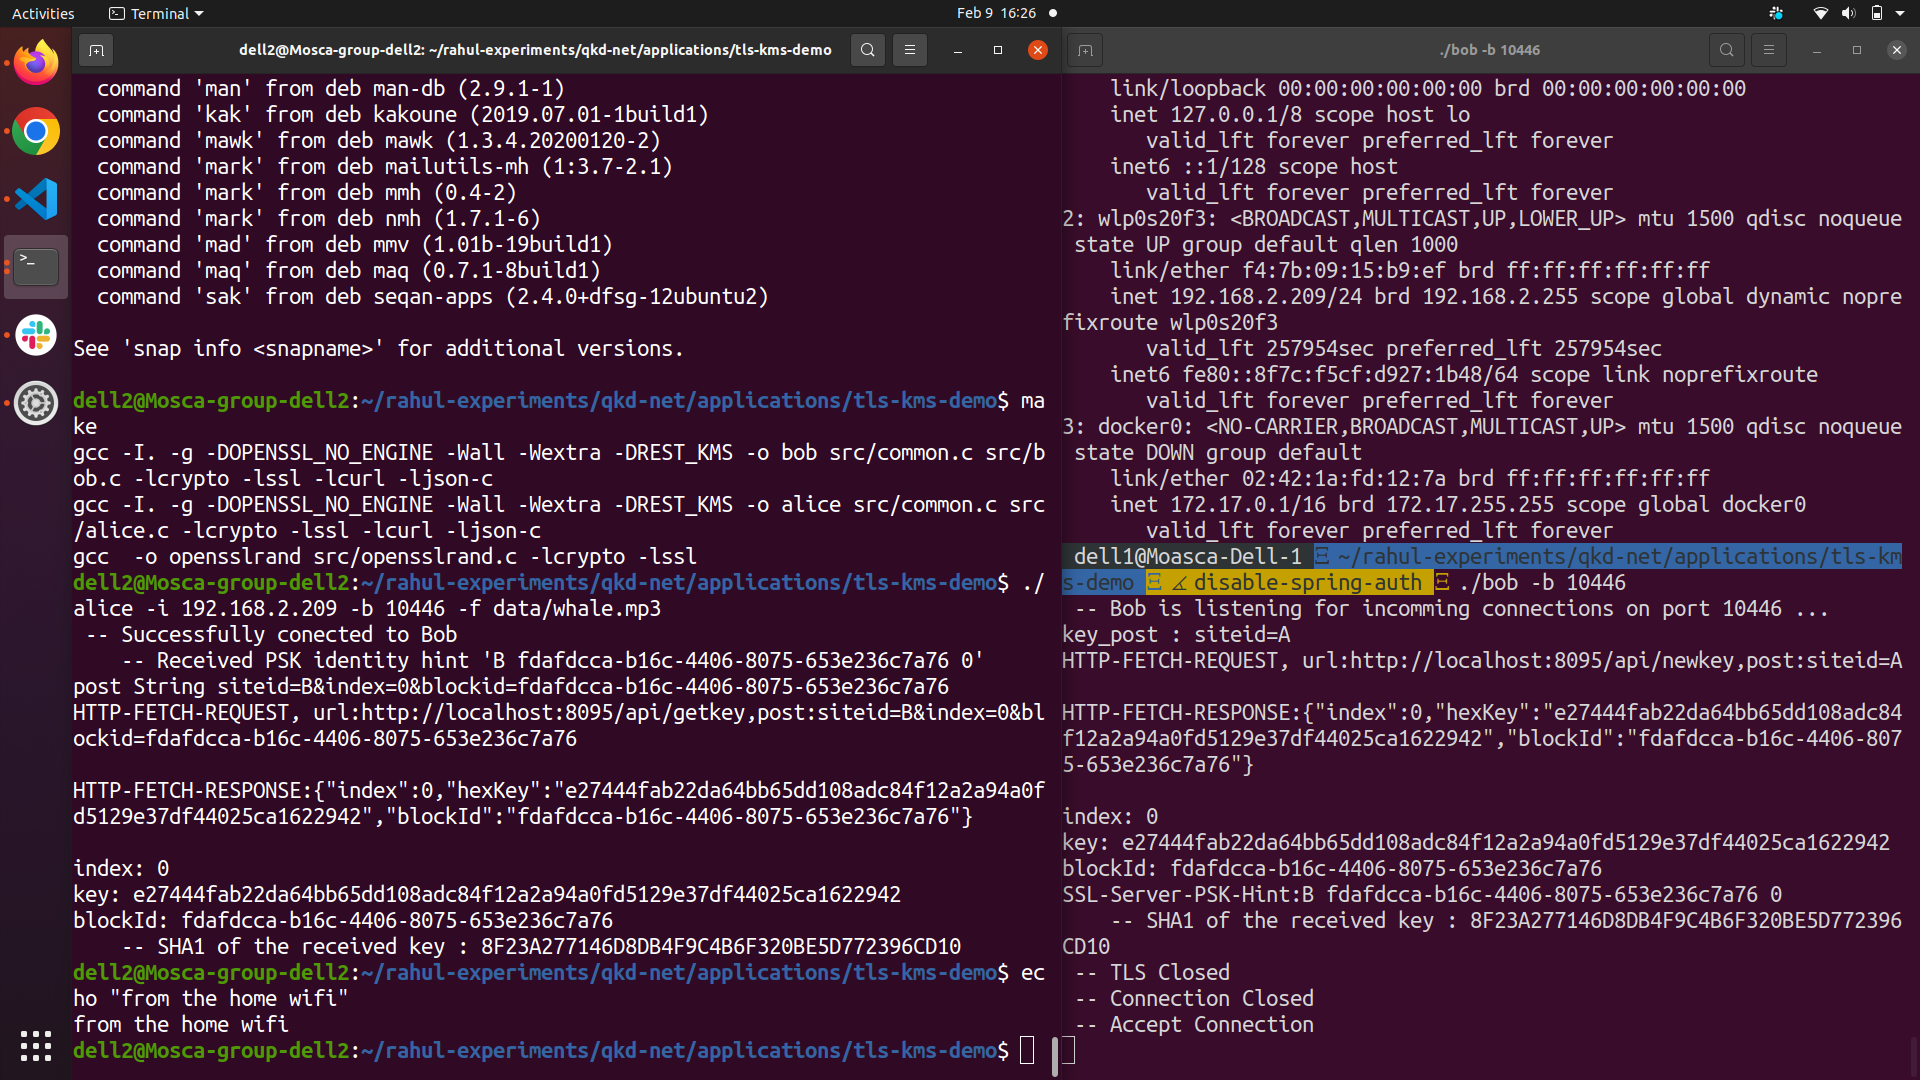 Activities
Terminal
Feb 9 16:26
dell2@Mosca-group-dell2: ~/rahul-experiments/qkd-net/applications/tls-kms-demo
command 'man' from deb man-db (2.9.1-1)
command 'kak' from deb kakoune (2019.07.01-1build1)
command 'mawk' from deb mawk (1.3.4.20200120-2)
command 'mark' from deb mailutils-mh (1:3.7-2.1)
command 'mark' from deb mmh (0.4-2)
command 'mark' from deb nmh (1.7.1-6)
command 'mad' from deb mmv (1.01b-19build1)
command 'maq' from deb maq (0.7.1-8build1)
command 'sak' from deb seqan-apps (2.4.0+dfsg-12ubuntu2)
See 'snap info <snapname>' for additional versions.
dell2@Mosca-group-dell2:~/rahul-experiments/qkd-net/applications/tls-kms-demo$ ma
ke
gcc -I. -g -DOPENSSL_NO_ENGINE -Wall -Wextra -DREST_KMS -o bob src/common.c src/b
ob.c -lcrypto -lssl -lcurl -ljson-c
gcc -I. -g -DOPENSSL_NO_ENGINE -Wall -Wextra -DREST_KMS -o alice src/common.c src
/alice.c -lcrypto -lssl -lcurl -ljson-c
gcc  -o opensslrand src/opensslrand.c -lcrypto -lssl
dell2@Mosca-group-dell2:~/rahul-experiments/qkd-net/applications/tls-kms-demo$ ./
alice -i 192.168.2.209 -b 10446 -f data/whale.mp3
-- Successfully conected to Bob
-- Received PSK identity hint 'B fdafdcca-b16c-4406-8075-653e236c7a76 0'
post String siteid=B&index=0&blockid=fdafdcca-b16c-4406-8075-653e236c7a76
HTTP-FETCH-REQUEST, url:http://localhost:8095/api/getkey,post:siteid=B&index=0&bl
ockid=fdafdcca-b16c-4406-8075-653e236c7a76
HTTP-FETCH-RESPONSE:{"index":0,"hexKey":"e27444fab22da64bb65dd108adc84f12a2a94a0f
d5129e37df44025ca1622942","blockId":"fdafdcca-b16c-4406-8075-653e236c7a76"}
index: 0
key: e27444fab22da64bb65dd108adc84f12a2a94a0fd5129e37df44025ca1622942
blockId: fdafdcca-b16c-4406-8075-653e236c7a76
-- SHA1 of the received key : 8F23A277146D8DB4F9C4B6F320BE5D772396CD10
dell2@Mosca-group-dell2:~/rahul-experiments/qkd-net/applications/tls-kms-demo$ ec
ho "from the home wifi"
from the home wifi
dell2@Mosca-group-dell2:~/rahul-experiments/qkd-net/applications/tls-kms-demo$
./bob -b 10446
link/loopback 00:00:00:00:00:00 brd 00:00:00:00:00:00
inet 127.0.0.1/8 scope host lo
valid_lft forever preferred_lft forever
inet6 ::1/128 scope host
valid_lft forever preferred_lft forever
2: wlp0s20f3: <BROADCAST,MULTICAST,UP,LOWER_UP> mtu 1500 qdisc noqueue
state UP group default qlen 1000
link/ether f4:7b:09:15:b9:ef brd ff:ff:ff:ff:ff:ff
inet 192.168.2.209/24 brd 192.168.2.255 scope global dynamic nopre
fixroute wlp0s20f3
valid_lft 257954sec preferred_lft 257954sec
inet6 fe80::8f7c:f5cf:d927:1b48/64 scope link noprefixroute
valid_lft forever preferred_lft forever
3: docker0: <NO-CARRIER,BROADCAST,MULTICAST,UP> mtu 1500 qdisc noqueue
state DOWN group default
link/ether 02:42:1a:fd:12:7a brd ff:ff:ff:ff:ff:ff
inet 172.17.0.1/16 brd 172.17.255.255 scope global docker0
valid_lft forever preferred_lft forever
dell1@Moasca-Dell-1 ~/rahul-experiments/qkd-net/applications/tls-km
s-demo disable-spring-auth ./bob -b 10446
-- Bob is listening for incomming connections on port 10446 ...
key_post : siteid=A
HTTP-FETCH-REQUEST, url:http://localhost:8095/api/newkey,post:siteid=A
HTTP-FETCH-RESPONSE:{"index":0,"hexKey":"e27444fab22da64bb65dd108adc84
f12a2a94a0fd5129e37df44025ca1622942","blockId":"fdafdcca-b16c-4406-807
5-653e236c7a76"}
index: 0
key: e27444fab22da64bb65dd108adc84f12a2a94a0fd5129e37df44025ca1622942
blockId: fdafdcca-b16c-4406-8075-653e236c7a76
SSL-Server-PSK-Hint:B fdafdcca-b16c-4406-8075-653e236c7a76 0
-- SHA1 of the received key : 8F23A277146D8DB4F9C4B6F320BE5D772396
CD10
-- TLS Closed
-- Connection Closed
-- Accept Connection